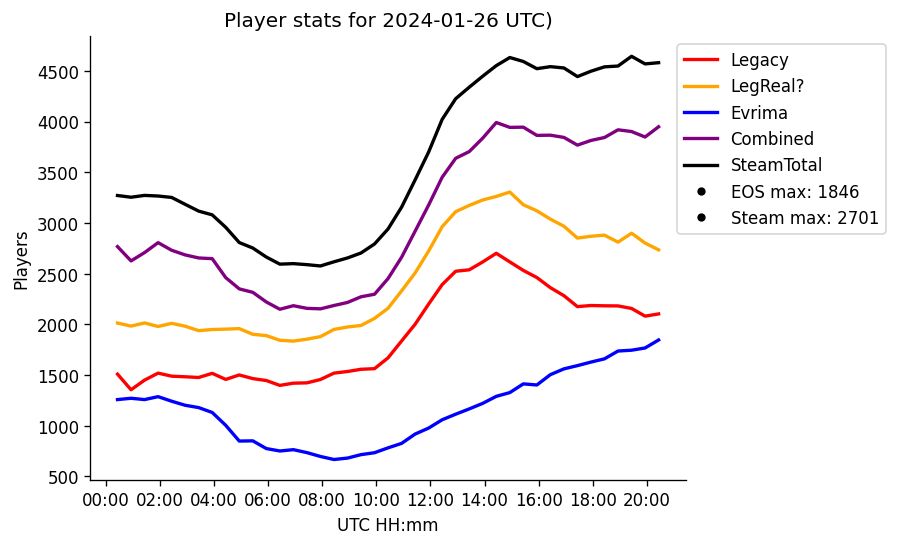 Player stats for 2024-01-26 UTC)
Legacy
LegReal?
Evrima
Combined
SteamTotal
EOS max: 1846
Steam max: 2701
Players
4500
4000
3500
3000
2500
2000
1500
1000
500
00:00 02:00 04:00 06:00 08:00 10:00 12:00 14:00 16:00 18:00 20:00
UTC HH:mm